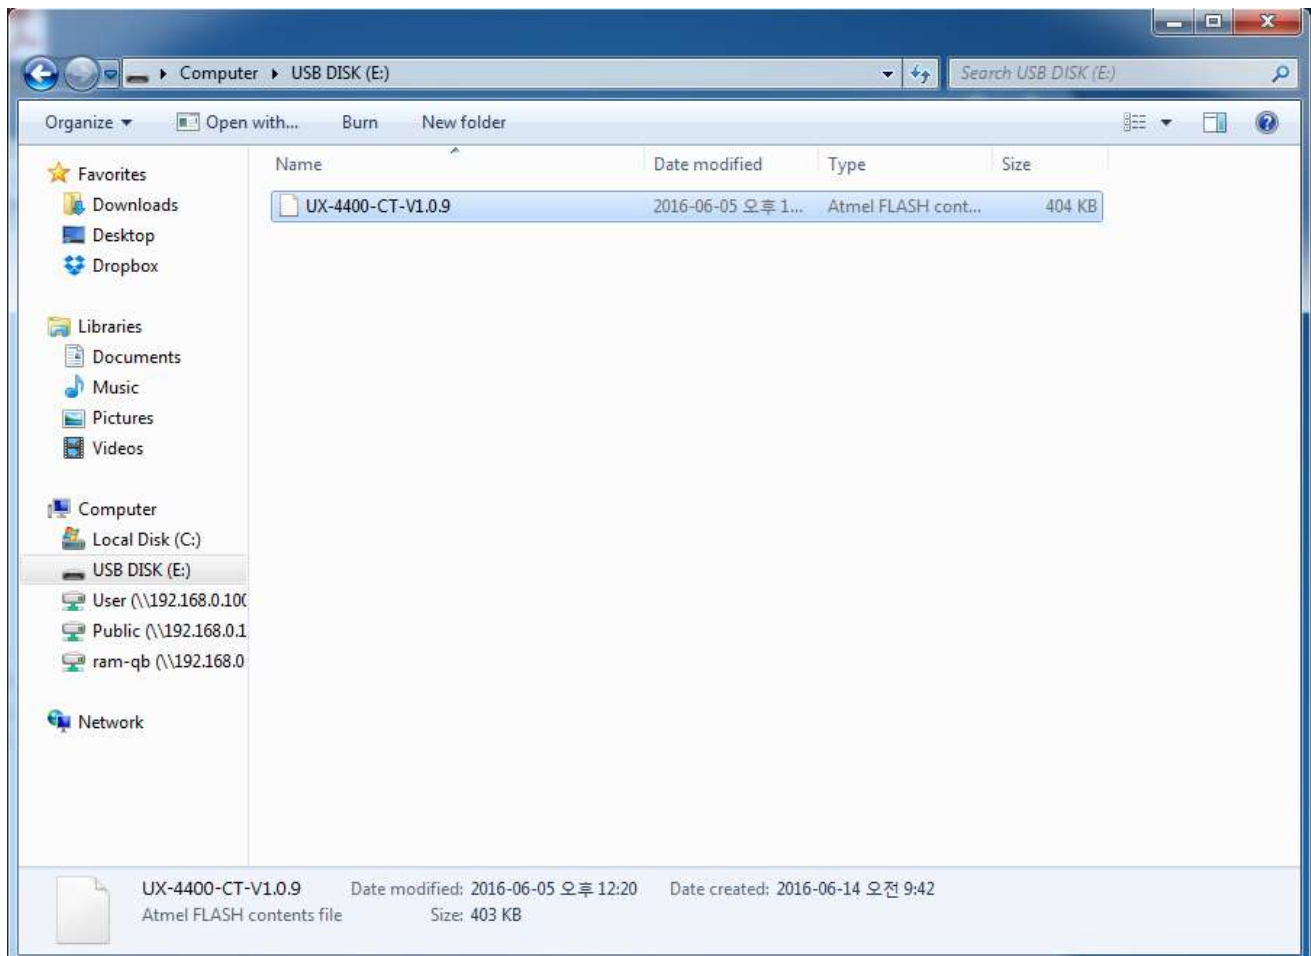 Computer ▸ USB DISK (E:)
Search USB DISK (E:)
Organize Open with... Burn New folder
Name Date modified Type Size
UX-4400-CT-V1.0.9 2016-06-05 오후 1... Atmel FLASH cont... 404 KB
Favorites
Downloads
Desktop
Dropbox
Libraries
Documents
Music
Pictures
Videos
Computer
Local Disk (C:)
USB DISK (E:)
User (\\192.168.0.100
Public (\\192.168.0.1
ram-qb (\\192.168.0
Network
UX-4400-CT-V1.0.9 Date modified: 2016-06-05 오후 12:20 Date created: 2016-06-14 오전 9:42
Atmel FLASH contents file Size: 403 KB